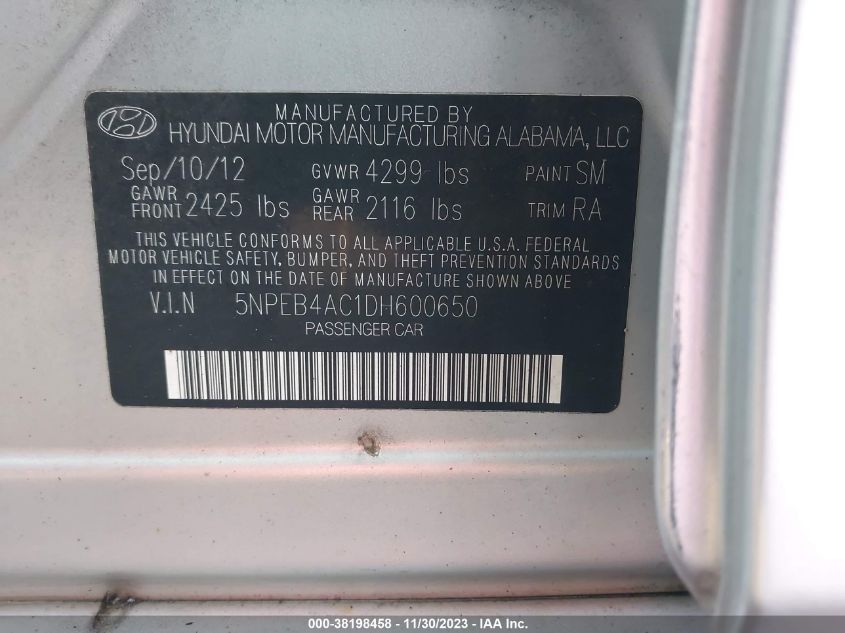 MANUFACTURED BY
HYUNDAI MOTOR MANUFACTURING ALABAMA, LLC
Sep/10/12 GVWR 4299 lbs PAINT SM
GAWR FRONT 2425 lbs GAWR REAR 2116 lbs TRIM RA
THIS VEHICLE CONFORMS TO ALL APPLICABLE U.S.A. FEDERAL
MOTOR VEHICLE SAFETY, BUMPER, AND THEFT PREVENTION STANDARDS
IN EFFECT ON THE DATE OF MANUFACTURE SHOWN ABOVE
V.I.N 5NPEB4AC1DH600650
PASSENGER CAR
000-38198458 - 11/30/2023 - IAA Inc.